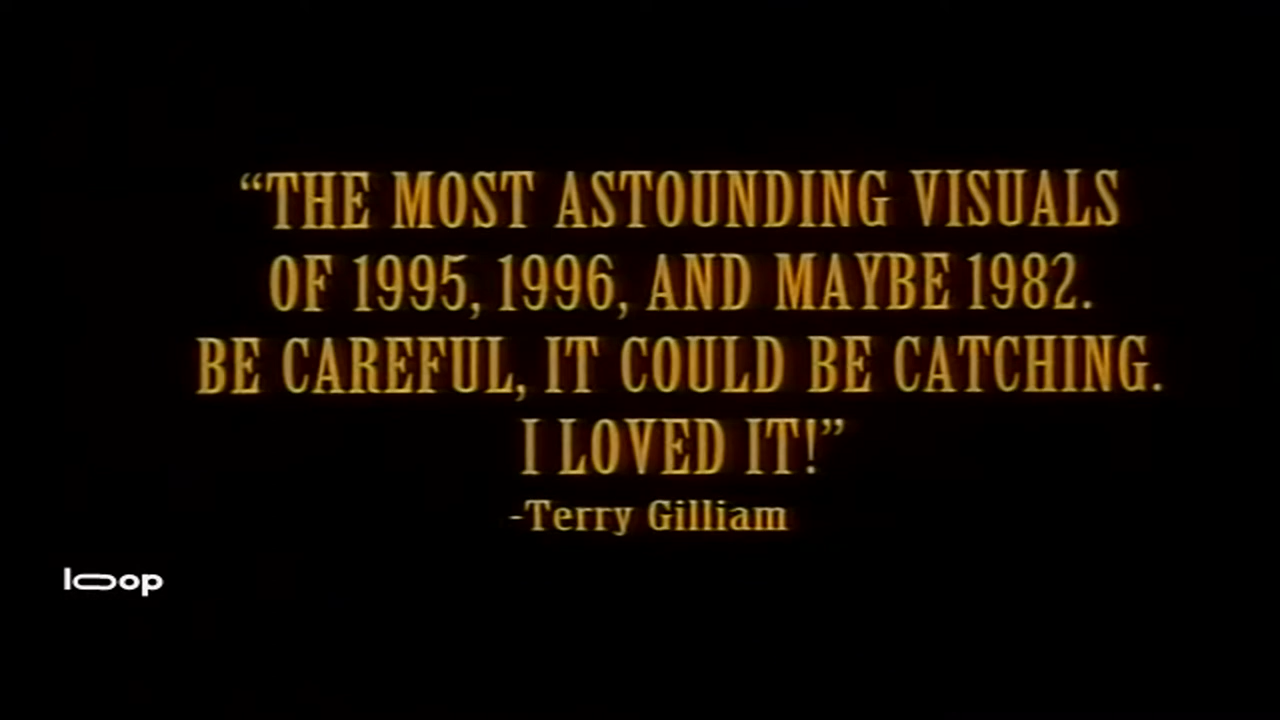 “THE MOST ASTOUNDING VISUALS
OF 1995, 1996, AND MAYBE 1982.
BE CAREFUL, IT COULD BE CATCHING.
I LOVED IT!”
-Terry Gilliam
loop